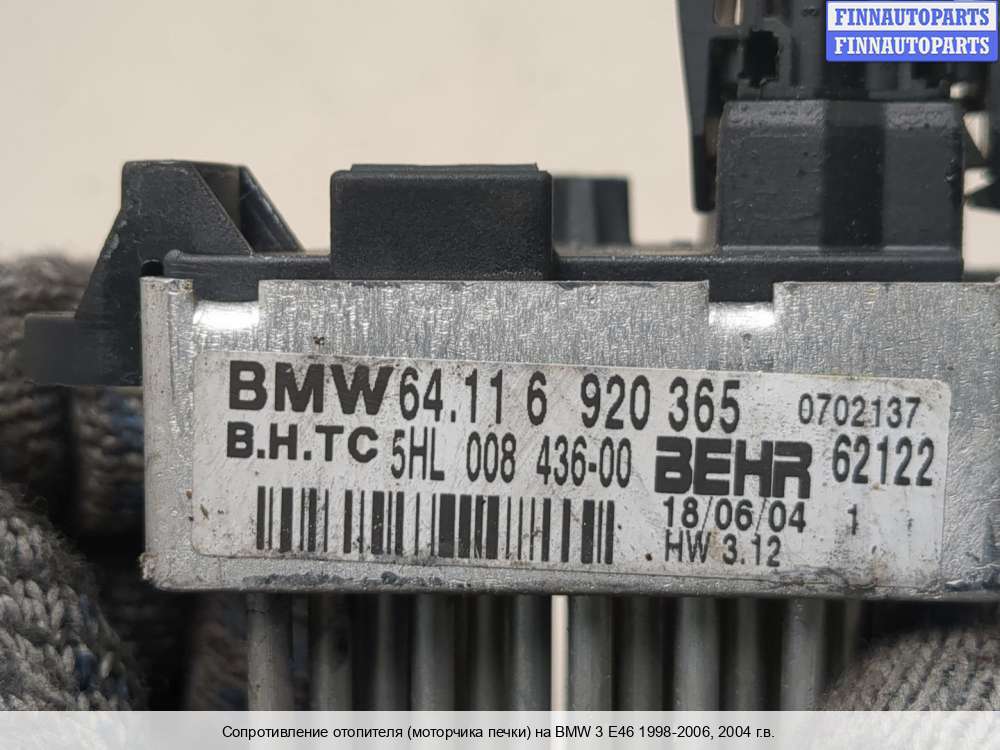 FINNAUTOPARTS
FINNAUTOPARTS
BMW 64.11 6 920 365 0702137
B.H.TC 5HL 008 436-00 BEHR 62122
18/06/04 1
HW 3.12
Сопротивление отопителя (моторчика печки) на BMW 3 E46 1998-2006, 2004 г.в.